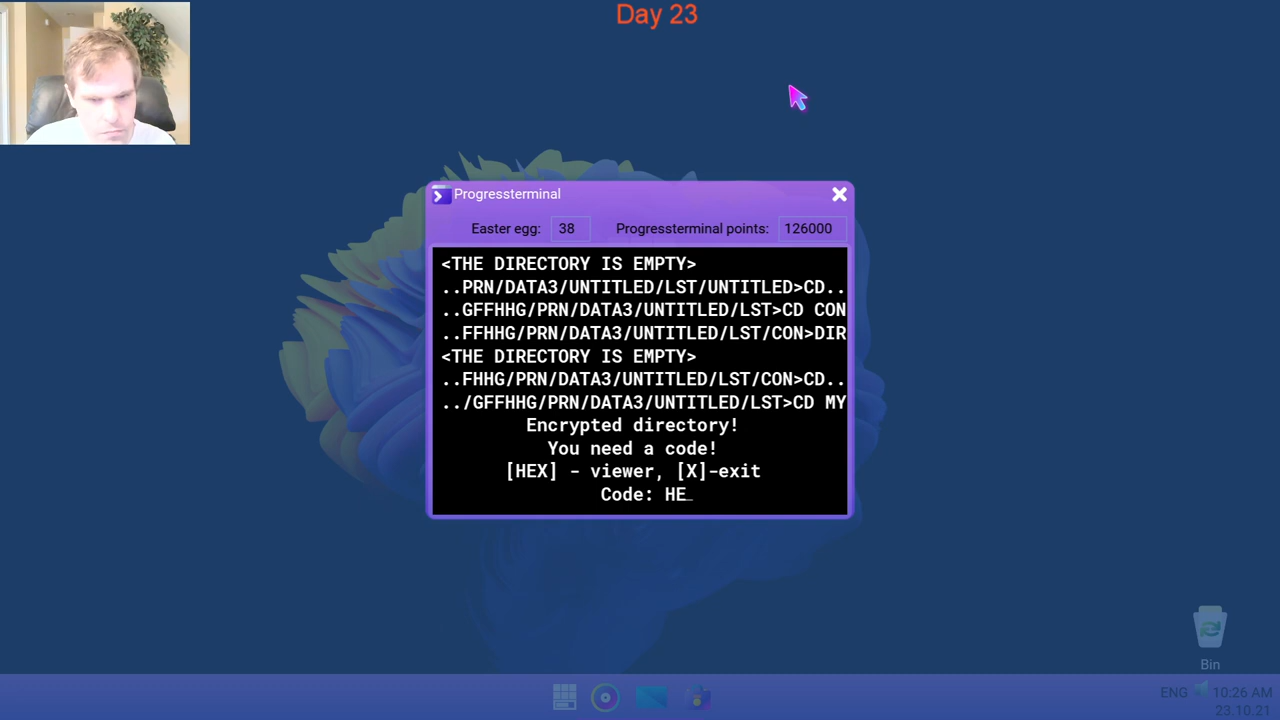 Day 23
Progressterminal
Easter egg: 38 Progressterminal points: 126000
<THE DIRECTORY IS EMPTY>
..PRN/DATA3/UNTITLED/LST/UNTITLED>CD..
..GFFHHG/PRN/DATA3/UNTITLED/LST>CD CON
..FFHHG/PRN/DATA3/UNTITLED/LST/CON>DIR
<THE DIRECTORY IS EMPTY>
..FHHG/PRN/DATA3/UNTITLED/LST/CON>CD..
../GFFHHG/PRN/DATA3/UNTITLED/LST>CD MY
Encrypted directory!
You need a code!
[HEX] - viewer, [X]-exit
Code: HE_
Bin
ENG 10:26 AM
23.10.21